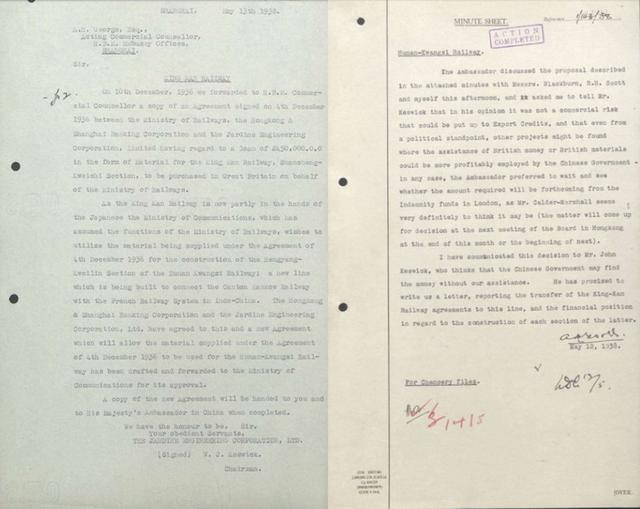 SHANGHAI. May 13th 1938.
A.H. George, Esq.,
Acting Commercial Counsellor,
H.B.M. Embassy Offices,
SHANGHAI.
Sir,
KING KAN RAILWAY
On 10th December, 1936 we forwarded to H.B.M. Commer-
cial Counsellor a copy of an Agreement signed on 4th December
1936 between the Ministry of Railways, the Hongkong &
Shanghai Banking Corporation and the Jardine Engineering
Corporation, Limited having regard to a Loan of
in the form of Material for the King Kan Railway,
Kweichi Section, to be purchased in Great Britain on behalf
of the Ministry of Railways.
As the King Kan Railway is now partly in the hands of
the Japanese the Ministry of Communications, which has
assumed the functions of the Ministry of Railways, wishes to
utilize the material being supplied under the Agreement of
4th December 1936 for the construction of the Hengyang-
Kweilin Section of the Hunan Kwangsi Railway; a new line
which is being built to connect the Canton Hankow Railway
with the French Railway System in Indo-China. The Hongkong
& Shanghai Banking Corporation and the Jardine Engineering
Corporation, Ltd. have agreed to this and a new Agreement
which will allow the material supplied under the Agreement
of 4th December 1936 to be used for the Hunan-Kwangsi Rail-
way has been drafted and forwarded to the Ministry of
Communications for its approval.
A copy of the new Agreement will be handed to you and
to His Majesty's Ambassador in China when completed.
We have the honour to be, Sir,
Your obedient Servants,
THE JARDINE ENGINEERING CORPORATION, LTD.
(Signed) W. J. Keswick.
Chairman.
MINUTE SHEET.
Reference
ACTION
COMPLETED
Hunan-Kwangsi Railway.
The Ambassador discussed the proposal described
in the attached minutes with Messrs. Blackburn, R.H. Scott
and myself this afternoon, and asked me to tell Mr.
Keswick that in his opinion it was not a commercial risk
that could be put up to Export Credits, and that even from
a political standpoint, other projects might be found
where the assistance of British money or British materials
could be more profitably employed by the Chinese Government -
in any case, the Ambassador preferred to wait and see
whether the amount required will be forthcoming from the
Indemnity funds in London, as Mr. Calder-Marshall seems
very definitely to think it may be (the matter will come up
for decision at the next meeting of the Board in Hongkong
at the end of this month or the beginning of next).
I have communicated this decision to Mr. John
Keswick, who thinks that the Chinese Government may find
the money without our assistance. He has promised to
write us a letter, reporting the transfer of the King-Kan
Railway agreements to this line, and the financial position
in regard to the construction of each section of the latter.
May 12, 1938.
For Chancery files.
12/5.
14/5